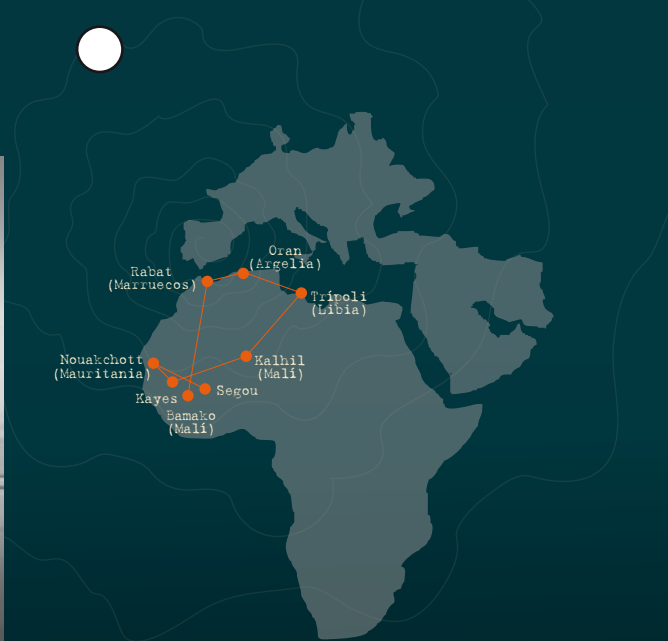 Oran
(Argelia)
Rabat
(Marruecos)
Trípoli
(Libia)
Nouakchott
(Mauritania)
Kalhil
(Malí)
Kayes
Segou
Bamako
(Malí)